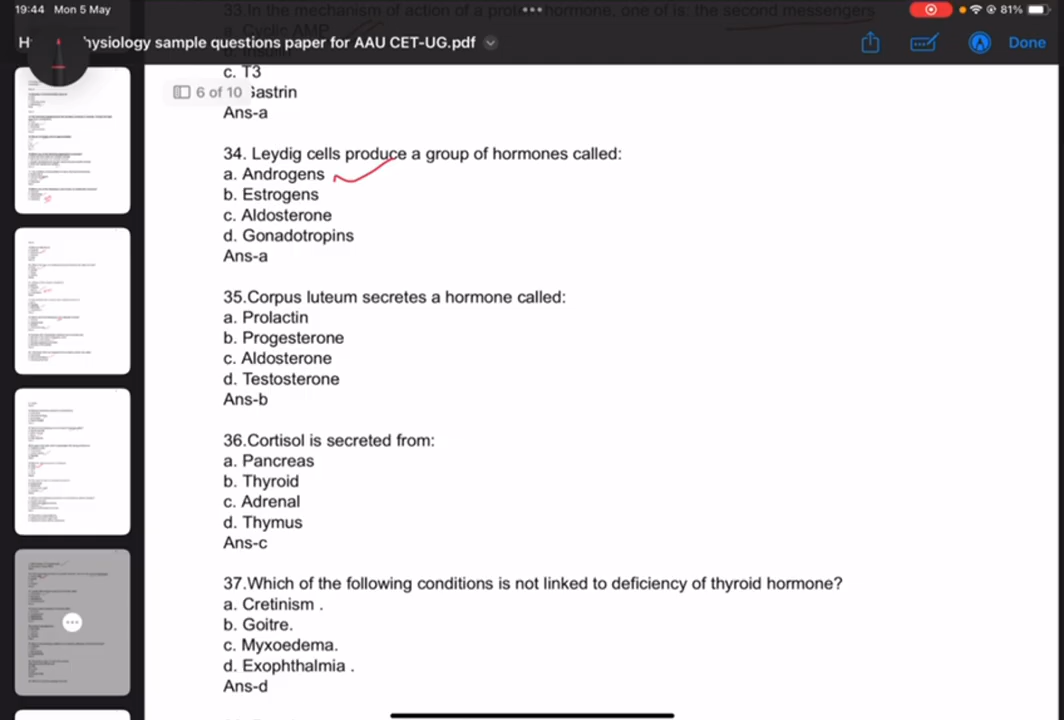 19:44 Mon 5 May
81%
33 In the mechanism of action of a protein hormone, one of is: the second messengers
a. Cyclic AMP
H ysiology sample questions paper for AAU CET-UG.pdf
Done
c. T3
6 of 10
Gastrin
Ans-a
34. Leydig cells produce a group of hormones called:
a. Androgens
b. Estrogens
c. Aldosterone
d. Gonadotropins
Ans-a
35.Corpus luteum secretes a hormone called:
a. Prolactin
b. Progesterone
c. Aldosterone
d. Testosterone
Ans-b
36.Cortisol is secreted from:
a. Pancreas
b. Thyroid
c. Adrenal
d. Thymus
Ans-c
37.Which of the following conditions is not linked to deficiency of thyroid hormone?
a. Cretinism .
b. Goitre.
c. Myxoedema.
d. Exophthalmia .
Ans-d